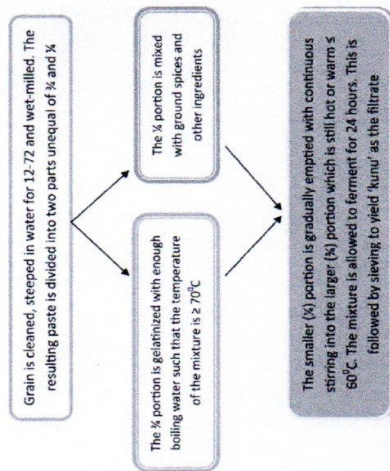 Grain is cleaned, steeped in water for 12-72 and wet-milled. The
resulting paste is divided into two parts unequal of ¾ and ¼
The ¾ portion is gelatinized with enough
boiling water such that the temperature
of the mixture is ≥ 70⁰C
The ¼ portion is mixed
with ground spices and
other ingredients
The smaller (¼) portion is gradually emptied with continuous
stirring into the larger (¾) portion which is still hot or warm ≤
60⁰C. The mixture is allowed to ferment for 24 hours. This is
followed by sieving to yield 'kunu' as the filtrate